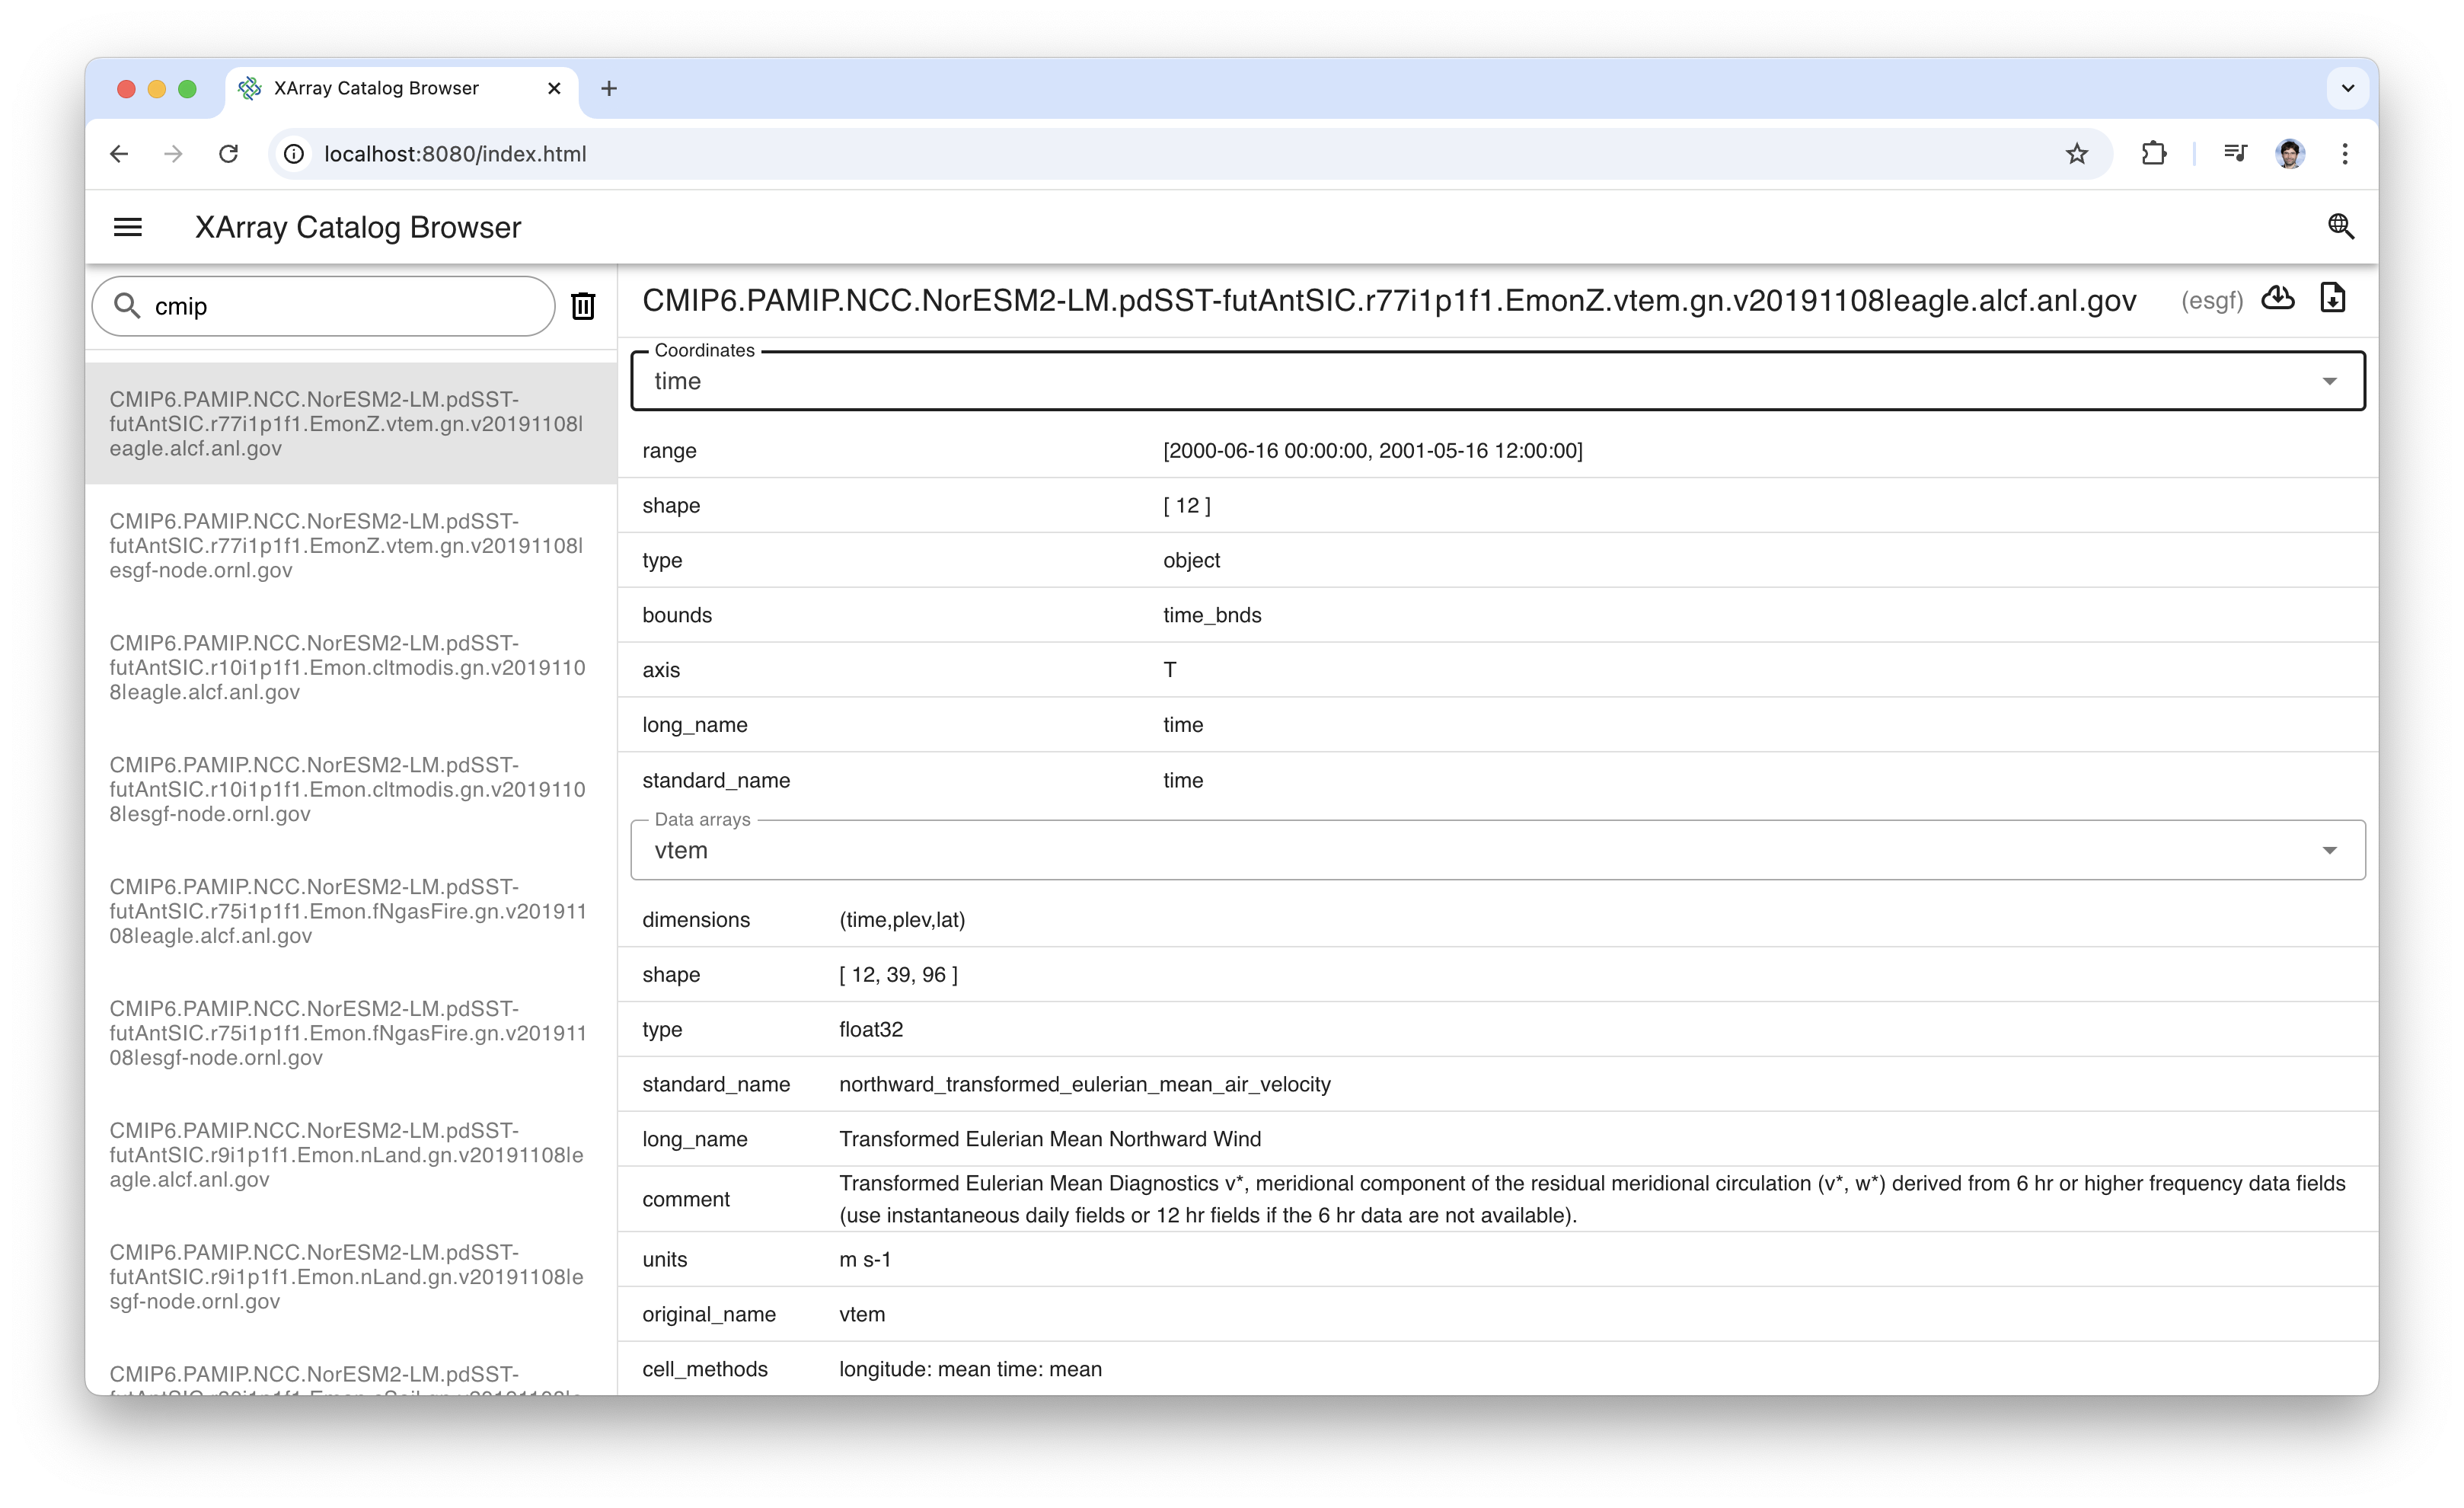 XArray Catalog Browser
localhost:8080/index.html
XArray Catalog Browser
cmip
CMIP6.PAMIP.NCC.NorESM2-LM.pdSST-
futAntSIC.r77i1p1f1.EmonZ.vtem.gn.v20191108|
eagle.alcf.anl.gov
CMIP6.PAMIP.NCC.NorESM2-LM.pdSST-
futAntSIC.r77i1p1f1.EmonZ.vtem.gn.v20191108|
esgf-node.ornl.gov
CMIP6.PAMIP.NCC.NorESM2-LM.pdSST-
futAntSIC.r10i1p1f1.Emon.cltmodis.gn.v2019110
8|eagle.alcf.anl.gov
CMIP6.PAMIP.NCC.NorESM2-LM.pdSST-
futAntSIC.r10i1p1f1.Emon.cltmodis.gn.v2019110
8|esgf-node.ornl.gov
CMIP6.PAMIP.NCC.NorESM2-LM.pdSST-
futAntSIC.r75i1p1f1.Emon.fNgasFire.gn.v201911
08|eagle.alcf.anl.gov
CMIP6.PAMIP.NCC.NorESM2-LM.pdSST-
futAntSIC.r75i1p1f1.Emon.fNgasFire.gn.v201911
08|esgf-node.ornl.gov
CMIP6.PAMIP.NCC.NorESM2-LM.pdSST-
futAntSIC.r9i1p1f1.Emon.nLand.gn.v20191108|e
agle.alcf.anl.gov
CMIP6.PAMIP.NCC.NorESM2-LM.pdSST-
futAntSIC.r9i1p1f1.Emon.nLand.gn.v20191108|e
sgf-node.ornl.gov
CMIP6.PAMIP.NCC.NorESM2-LM.pdSST-
CMIP6.PAMIP.NCC.NorESM2-LM.pdSST-futAntSIC.r77i1p1f1.EmonZ.vtem.gn.v20191108|eagle.alcf.anl.gov (esgf)
Coordinates
time
range [2000-06-16 00:00:00, 2001-05-16 12:00:00]
shape [ 12 ]
type object
bounds time_bnds
axis T
long_name time
standard_name time
Data arrays
vtem
dimensions (time,plev,lat)
shape [ 12, 39, 96 ]
type float32
standard_name northward_transformed_eulerian_mean_air_velocity
long_name Transformed Eulerian Mean Northward Wind
comment Transformed Eulerian Mean Diagnostics v*, meridional component of the residual meridional circulation (v*, w*) derived from 6 hr or higher frequency data fields
(use instantaneous daily fields or 12 hr fields if the 6 hr data are not available).
units m s-1
original_name vtem
cell_methods longitude: mean time: mean